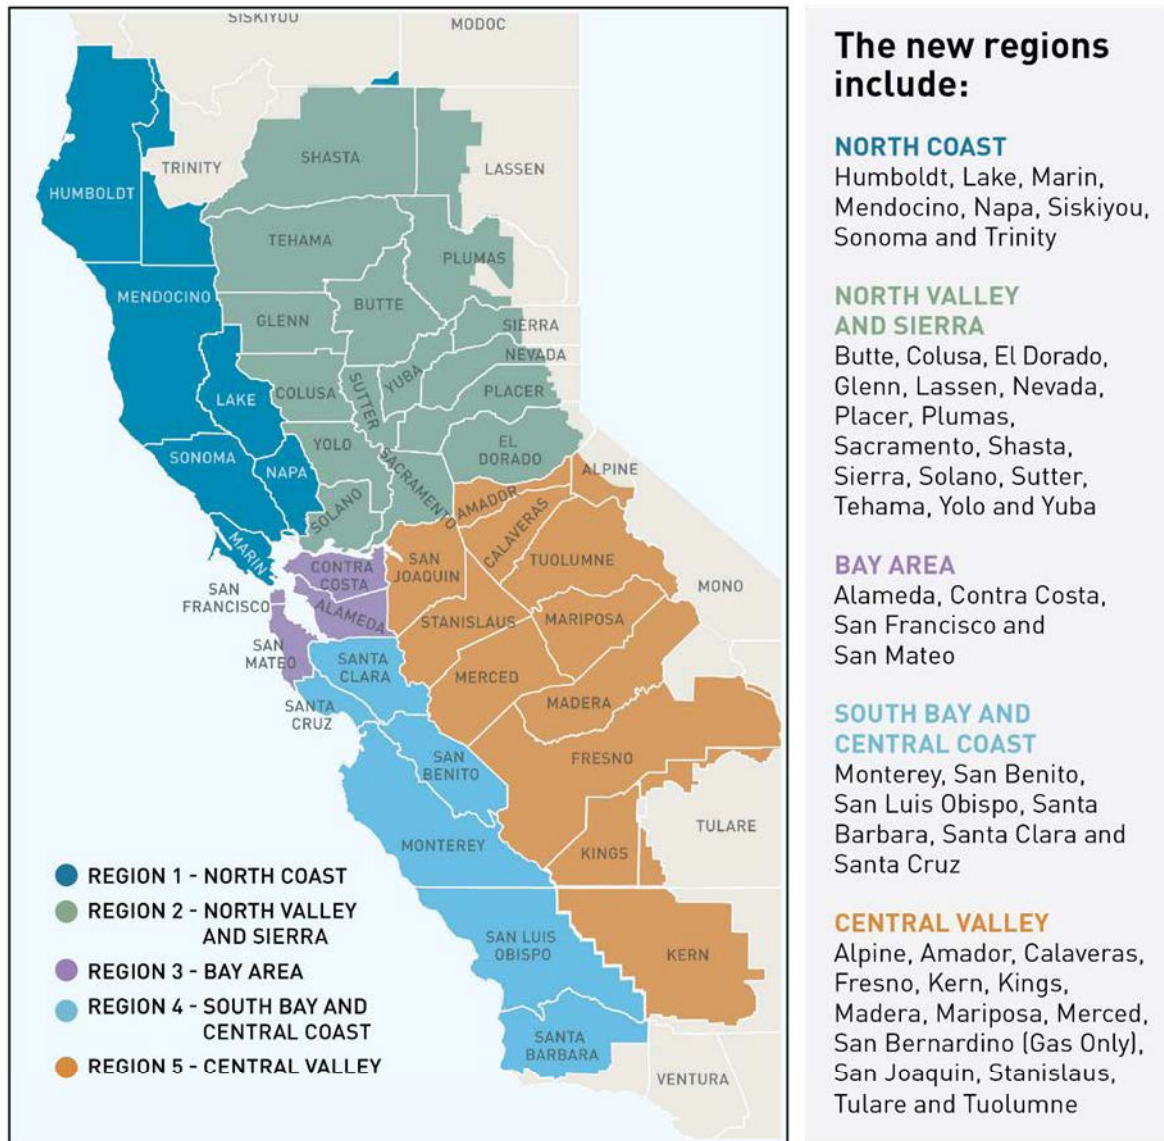 SISKIYOU
MODOC
TRINITY
SHASTA
LASSEN
HUMBOLDT
TEHAMA
PLUMAS
MENDOCINO
BUTTE
GLENN
SIERRA
NEVADA
YUBA
SUTTER
COLUSA
PLACER
LAKE
YOLO
EL
DORADO
SONOMA
NAPA
SACRAMENTO
ALPINE
SOLANO
AMADOR
CALAVERAS
MARIN
CONTRA
COSTA
SAN
JOAQUIN
TUOLUMNE
SAN
FRANCISCO
ALAMEDA
MONO
STANISLAUS
MARIPOSA
SAN
MATEO
SANTA
CLARA
MERCED
MADERA
SANTA
CRUZ
SAN
BENITO
FRESNO
TULARE
MONTEREY
KINGS
SAN LUIS
OBISPO
KERN
SANTA
BARBARA
VENTURA
REGION 1 - NORTH COAST
REGION 2 - NORTH VALLEY
AND SIERRA
REGION 3 - BAY AREA
REGION 4 - SOUTH BAY AND
CENTRAL COAST
REGION 5 - CENTRAL VALLEY
The new regions
include:
NORTH COAST
Humboldt, Lake, Marin,
Mendocino, Napa, Siskiyou,
Sonoma and Trinity
NORTH VALLEY
AND SIERRA
Butte, Colusa, El Dorado,
Glenn, Lassen, Nevada,
Placer, Plumas,
Sacramento, Shasta,
Sierra, Solano, Sutter,
Tehama, Yolo and Yuba
BAY AREA
Alameda, Contra Costa,
San Francisco and
San Mateo
SOUTH BAY AND
CENTRAL COAST
Monterey, San Benito,
San Luis Obispo, Santa
Barbara, Santa Clara and
Santa Cruz
CENTRAL VALLEY
Alpine, Amador, Calaveras,
Fresno, Kern, Kings,
Madera, Mariposa, Merced,
San Bernardino (Gas Only),
San Joaquin, Stanislaus,
Tulare and Tuolumne